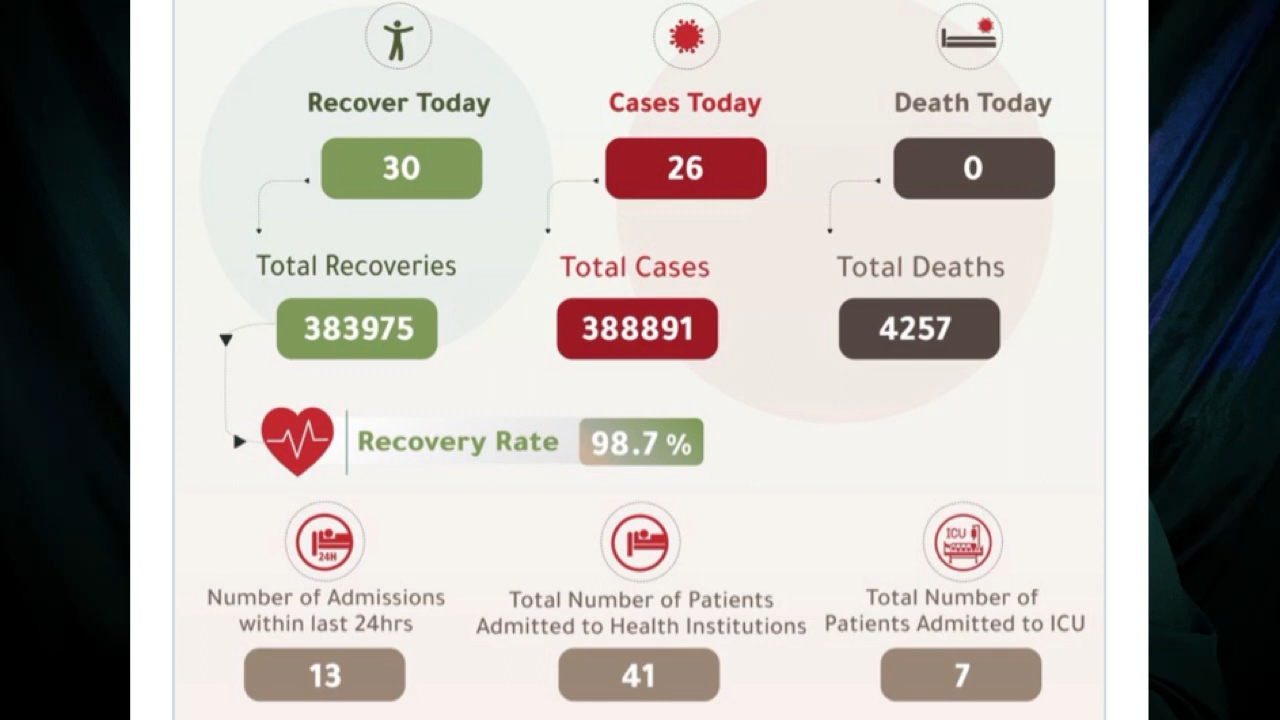 Recover Today
Cases Today
Death Today
30
26
0
Total Recoveries
Total Cases
Total Deaths
383975
388891
4257
Recovery Rate
98.7 %
24H
ICU
Number of Admissions
within last 24hrs
Total Number of Patients
Admitted to Health Institutions
Total Number of
Patients Admitted to ICU
13
41
7